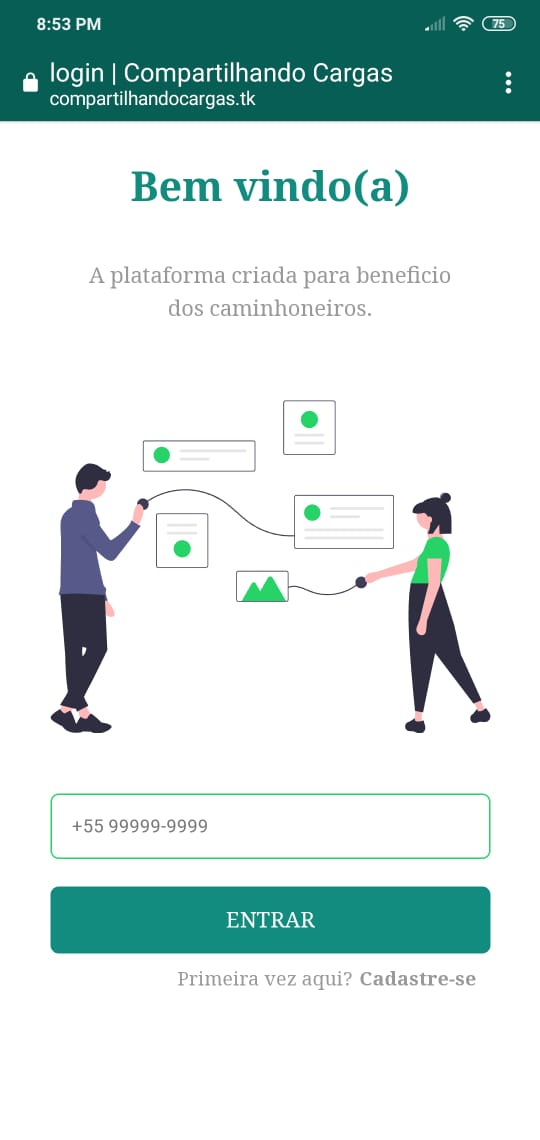 8:53 PM
75
login | Compartilhando Cargas
compartilhandocargas.tk
Bem vindo(a)
A plataforma criada para beneficio
dos caminhoneiros.
+55 99999-9999
ENTRAR
Primeira vez aqui? Cadastre-se